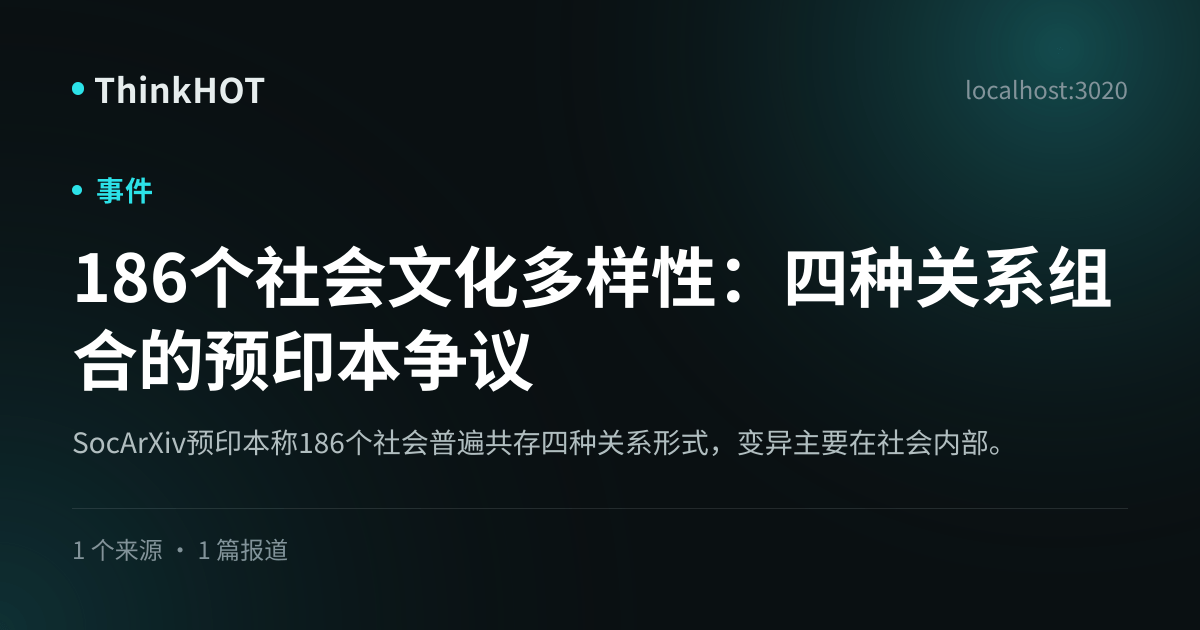 ThinkHOT
localhost:3020
事件
186个社会文化多样性：四种关系组
合的预印本争议
SocArXiv预印本称186个社会普遍共存四种关系形式，变异主要在社会内部。
1 个来源 · 1 篇报道